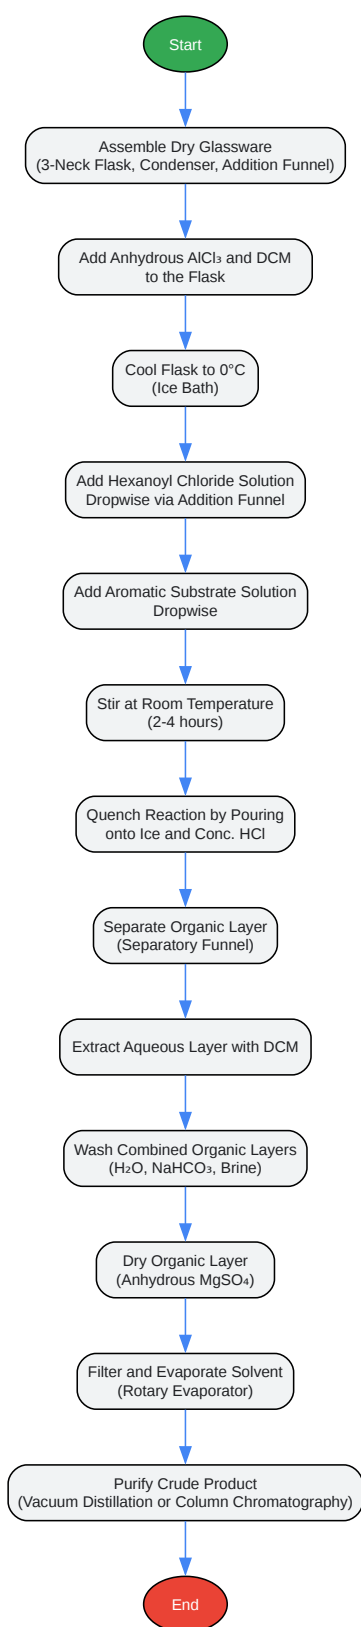 Start
Assemble Dry Glassware
(3-Neck Flask, Condenser, Addition Funnel)
Add Anhydrous AlCl₃ and DCM
to the Flask
Cool Flask to 0°C
(Ice Bath)
Add Hexanoyl Chloride Solution
Dropwise via Addition Funnel
Add Aromatic Substrate Solution
Dropwise
Stir at Room Temperature
(2-4 hours)
Quench Reaction by Pouring
onto Ice and Conc. HCl
Separate Organic Layer
(Separatory Funnel)
Extract Aqueous Layer with DCM
Wash Combined Organic Layers
(H₂O, NaHCO₃, Brine)
Dry Organic Layer
(Anhydrous MgSO₄)
Filter and Evaporate Solvent
(Rotary Evaporator)
Purify Crude Product
(Vacuum Distillation or Column Chromatography)
End